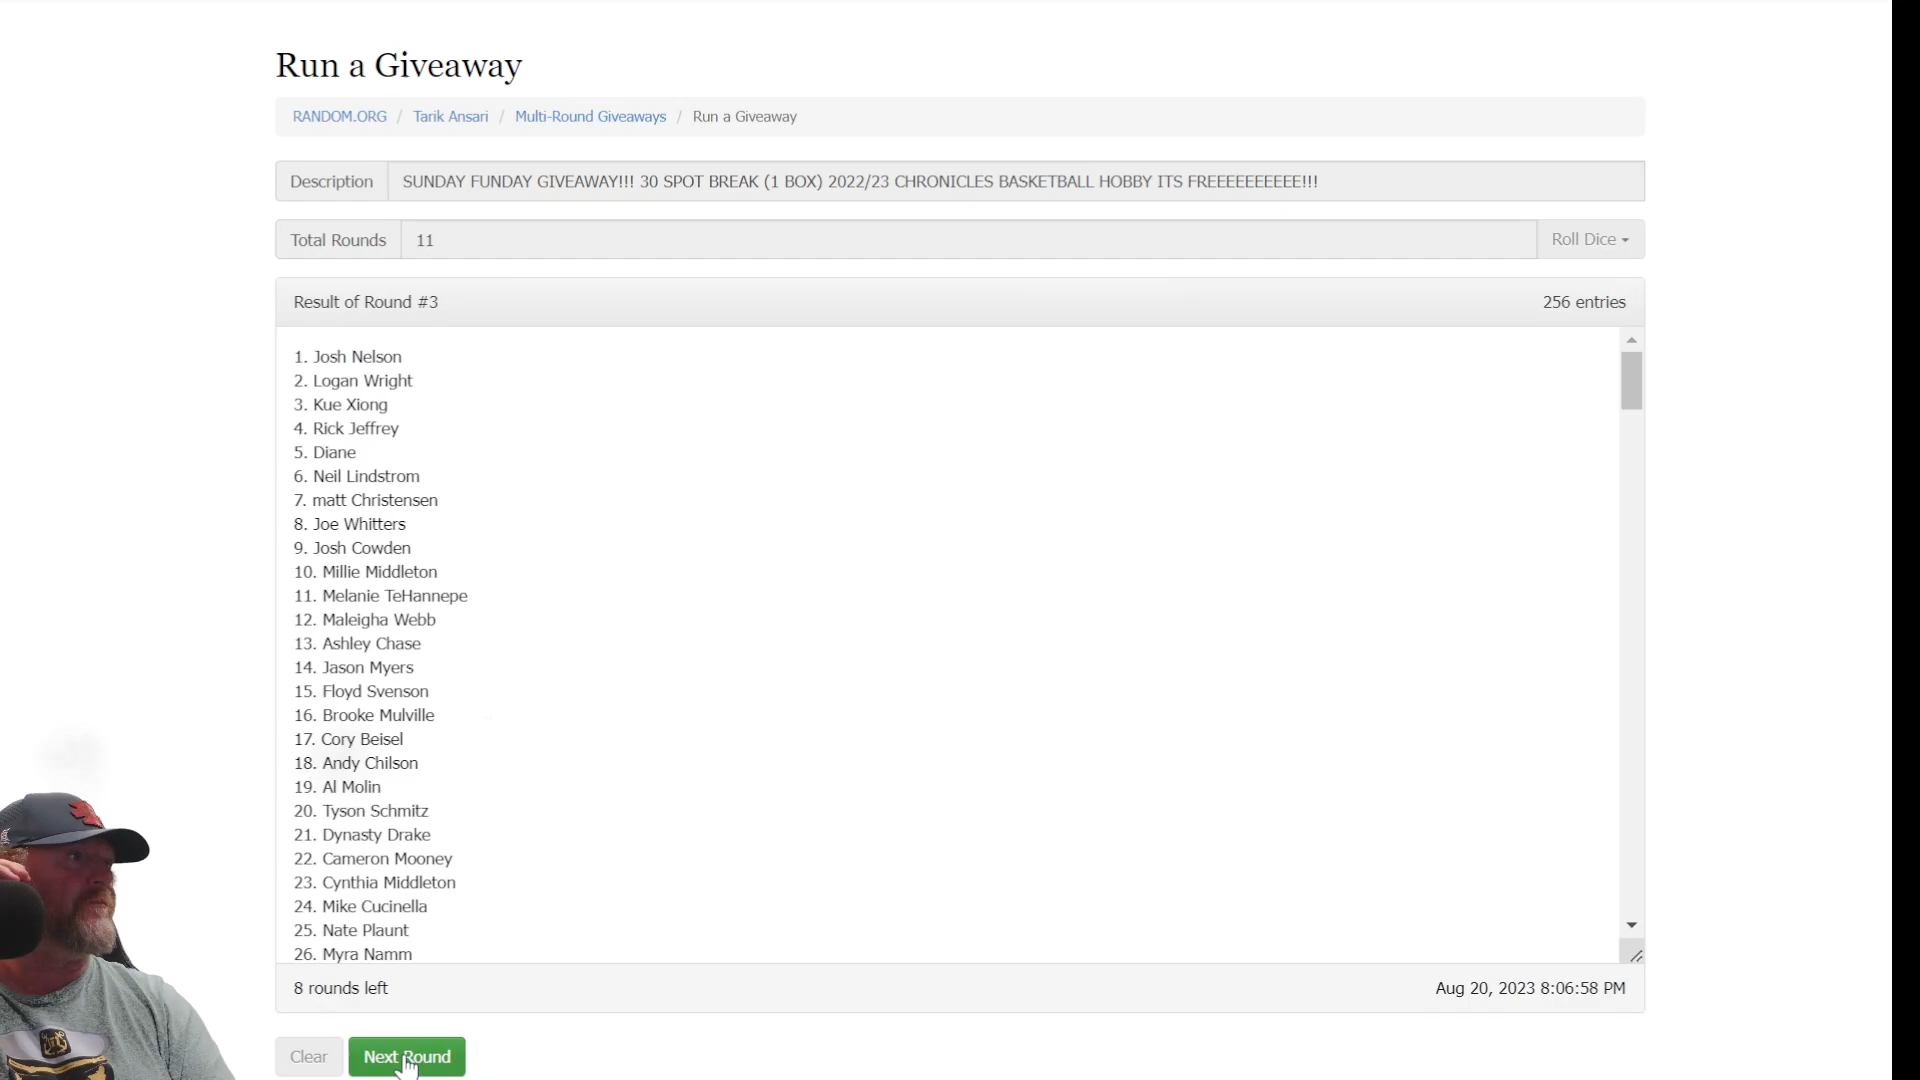 Run a Giveaway
RANDOM.ORG / Tarik Ansari / Multi-Round Giveaways / Run a Giveaway
Description SUNDAY FUNDAY GIVEAWAY!!! 30 SPOT BREAK (1 BOX) 2022/23 CHRONICLES BASKETBALL HOBBY ITS FREEEEEEEEEE!!!
Total Rounds 11 Roll Dice
Result of Round #3 256 entries
1. Josh Nelson
2. Logan Wright
3. Kue Xiong
4. Rick Jeffrey
5. Diane
6. Neil Lindstrom
7. matt Christensen
8. Joe Whitters
9. Josh Cowden
10. Millie Middleton
11. Melanie TeHannepe
12. Maleigha Webb
13. Ashley Chase
14. Jason Myers
15. Floyd Svenson
16. Brooke Mulville
17. Cory Beisel
18. Andy Chilson
19. Al Molin
20. Tyson Schmitz
21. Dynasty Drake
22. Cameron Mooney
23. Cynthia Middleton
24. Mike Cucinella
25. Nate Plaunt
26. Myra Namm
8 rounds left Aug 20, 2023 8:06:58 PM
Clear Next Round